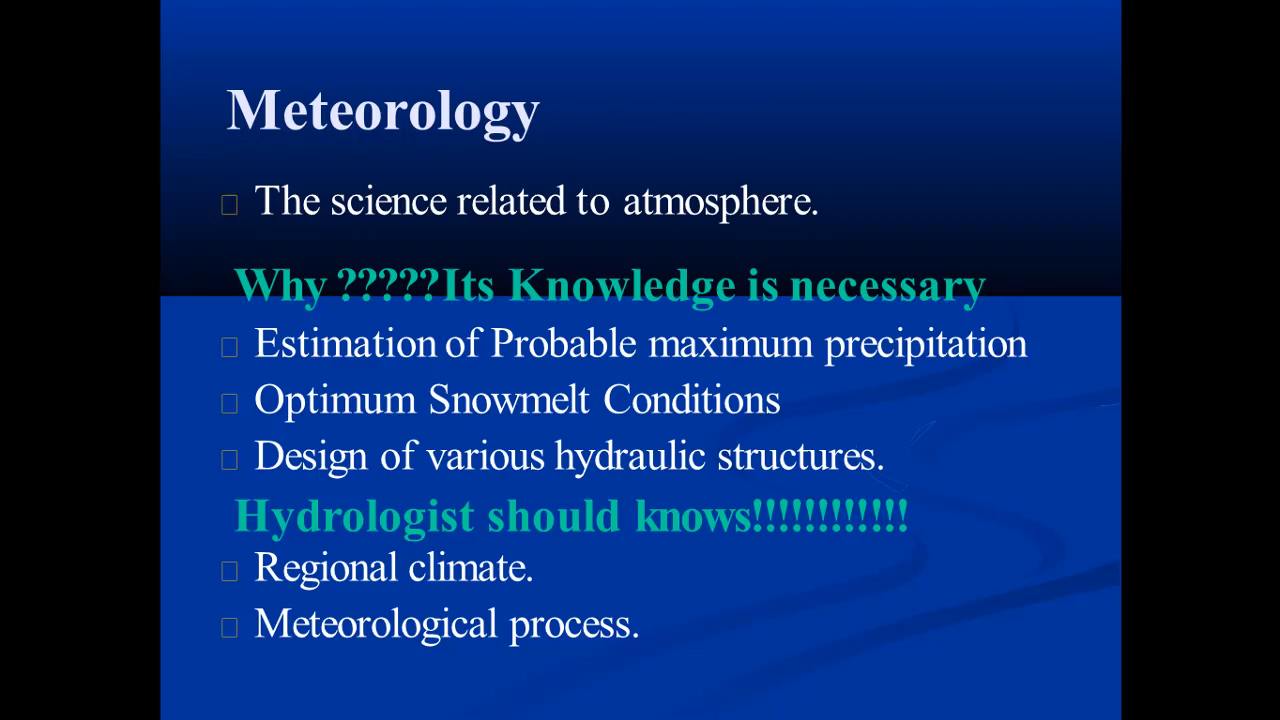 Meteorology
The science related to atmosphere.
Why ?????Its Knowledge is necessary
Estimation of Probable maximum precipitation
Optimum Snowmelt Conditions
Design of various hydraulic structures.
Hydrologist should knows!!!!!!!!!!!!
Regional climate.
Meteorological process.